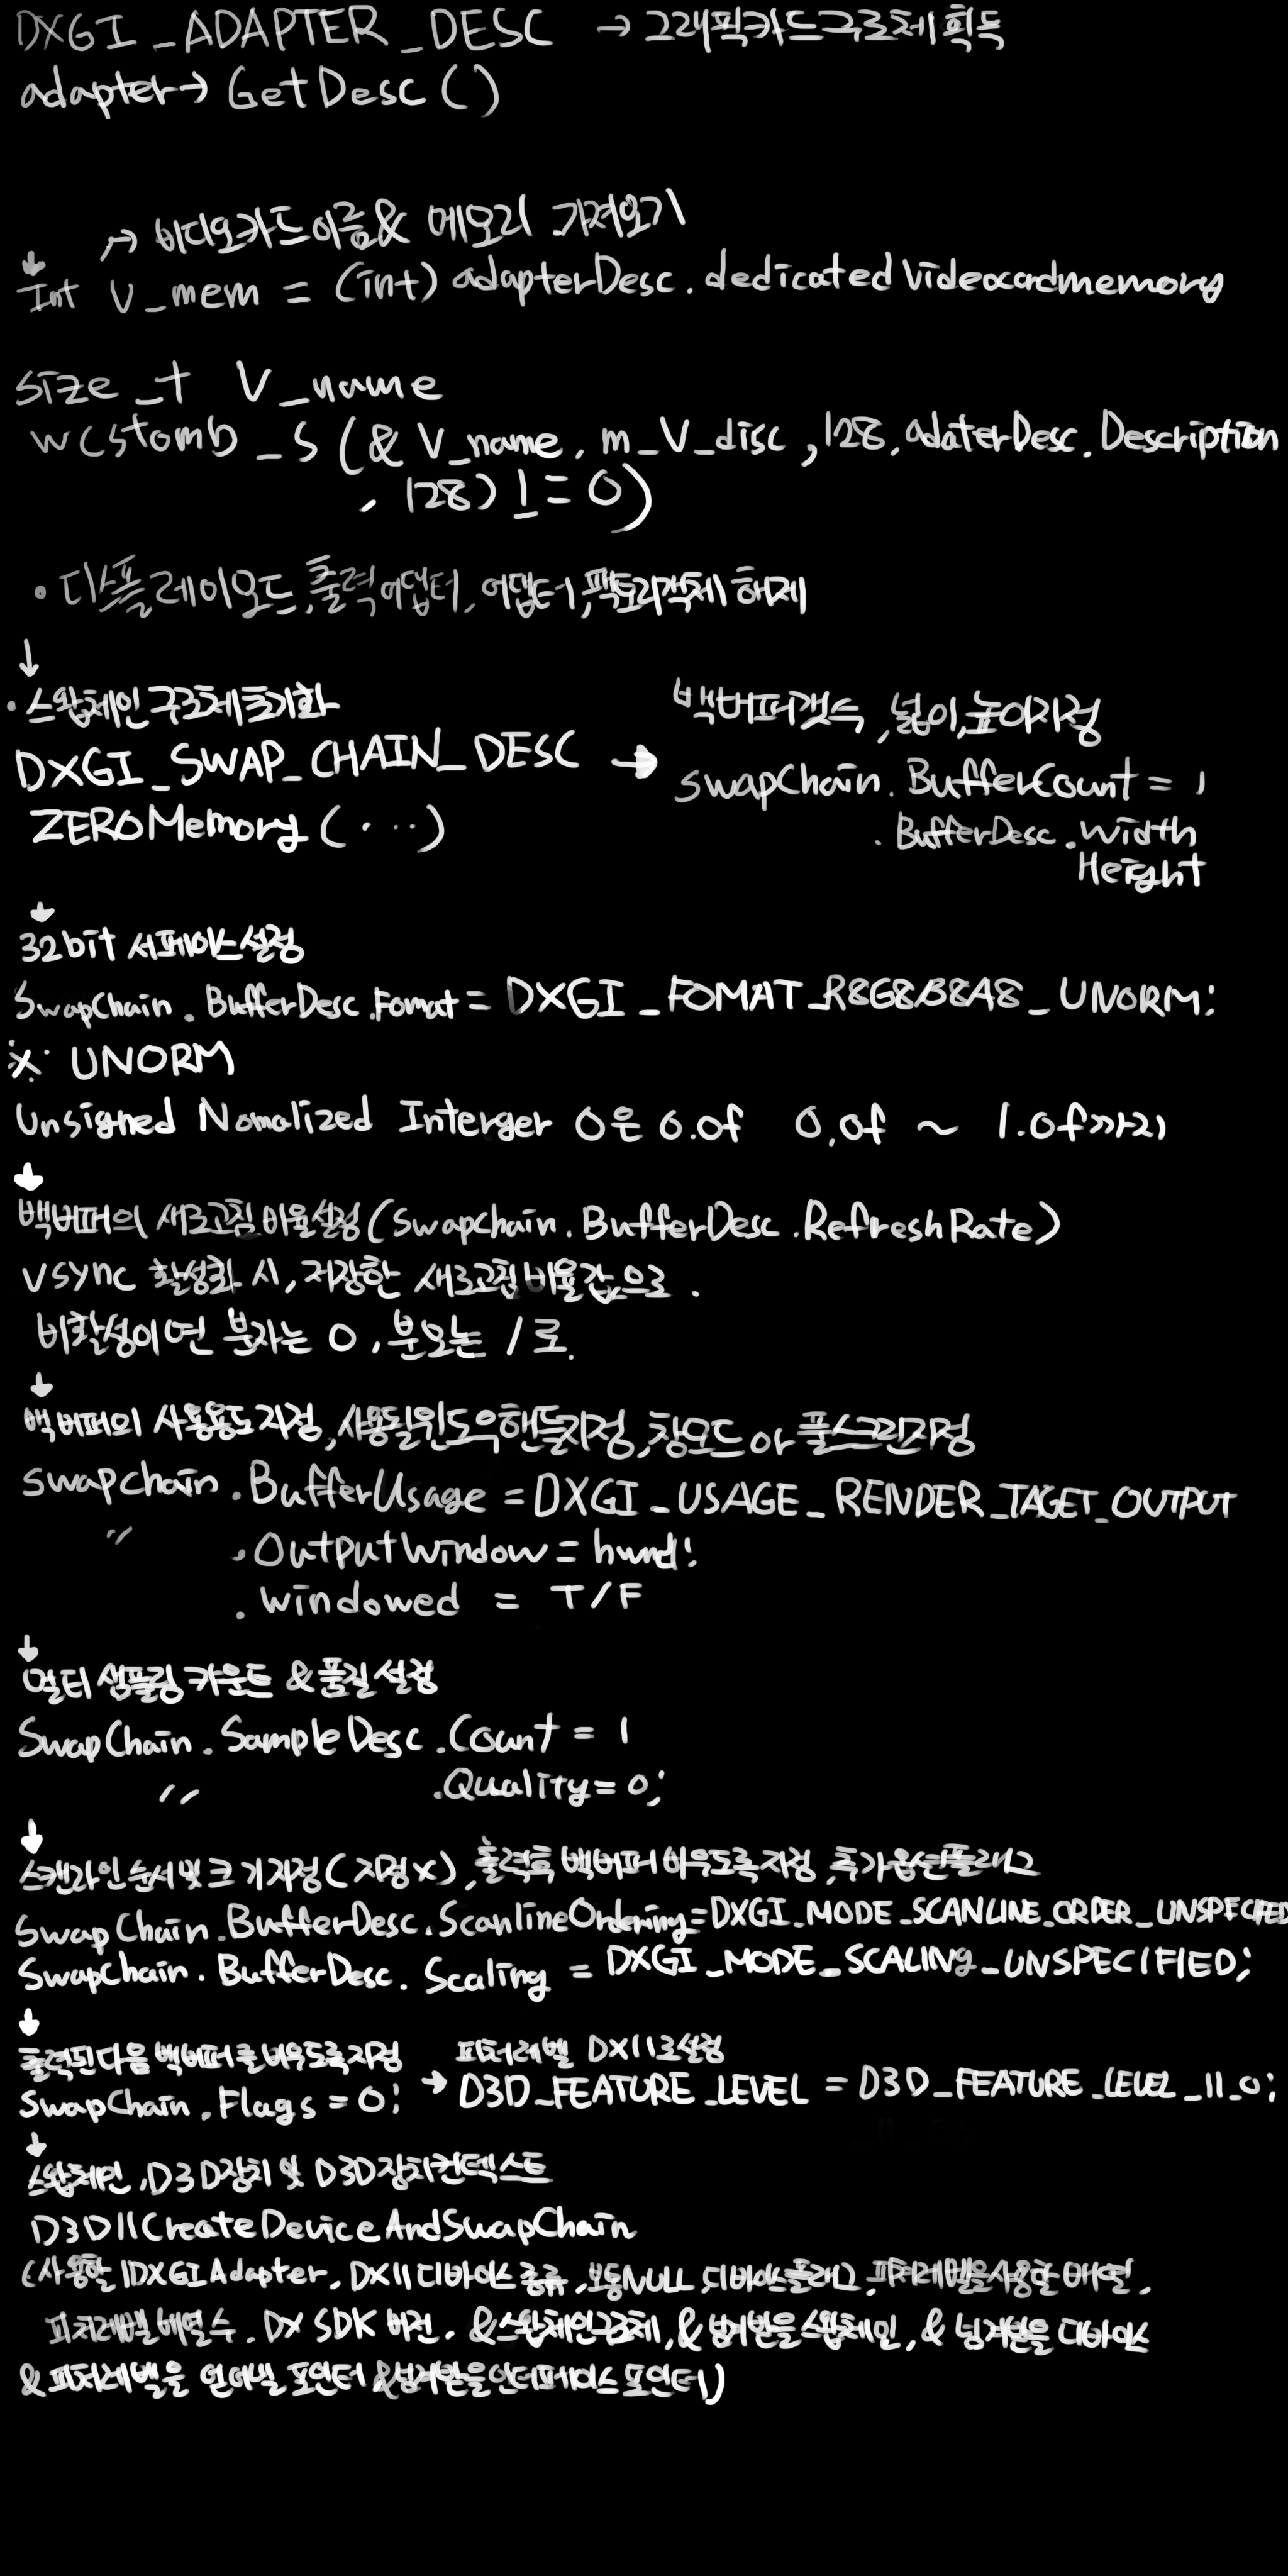 DXGI_ADAPTER_DESC → 그래픽카드구조체 획득
adapter→ GetDesc ( )
→ 비디오카드이름& 메모리 가져오기
↓
Int V_mem = (int) adapterDesc.dedicatedVideocardmemory
size_t V_name
wcstomb_s (& V_name, m_V_disc, 128, adaterDesc.Description
, 128) != 0)
• 디스플레이모드, 출력어댑터, 어댑터, 팩토리객체 해제
↓
• 스왑체인 구조체초기화
DXGI_SWAP_CHAIN_DESC →
ZEROMemory (...)
백버퍼갯수, 넓이,높이지정
swapChain. BufferCount = 1
. BufferDesc.width
Height
↓
32bit 서페이스설정
SwapChain.BufferDesc.Fomat = DXGI_FOMAT_R8G8B8A8_UNORM;
※ UNORM
Unsigned Nomalized Interger 0은 0.0f 0.0f ~ 1.0f까지
↓
백버퍼의 새로고침 비율설정(Swapchain.BufferDesc.RefreshRate)
vsync 활성화 시, 저장한 새로고침비율값으로.
비활성이면 분자는 0, 분모는 1로.
↓
백버퍼의 사용용도 지정, 사용될윈도우핸들지정, 창모드 or 풀스크린지정
swapchain.BufferUsage = DXGI_USAGE_RENDER_TAGET_OUTPUT
〃 .OutputWindow = hwnd;
.windowed = T/F
↓
멀티 샘플링 카운트 & 품질 설정
SwapChain.SampleDesc.Count = 1
〃 .Quality = 0;
↓
스캔라인순서및 크기지정(지정x), 출력후 백버퍼 비우도록지정, 추가옵션플래그
SwapChain.BufferDesc.ScanlineOrdering=DXGI_MODE_SCANLINE_ORDER_UNSPECIFIED
SwapChain.BufferDesc.Scaling = DXGI_MODE_SCALING_UNSPECIFIED;
↓
출력된다음 백버퍼를 비우도록지정
SwapChain.Flags = 0;
피처레벨 DX11로설정
→ D3D_FEATURE_LEVEL = D3D_FEATURE_LEVEL_11_0;
↓
스왑체인, D3D장치 및 D3D장치컨텍스트
D3D11CreateDeviceAndSwapChain
(사용할 IDXGIAdapter, DX11디바이스 종류, 보통NULL, 디바이스플래그, 피처레벨을사용할 배열,
피처레벨배열 수, DX SDK 버전, &스왑체인구조체, &넘겨받을스왑체인, & 넘겨받을 디바이스
& 피처레벨을 얻어낼 포인터, &넘겨받을인터페이스 포인터)